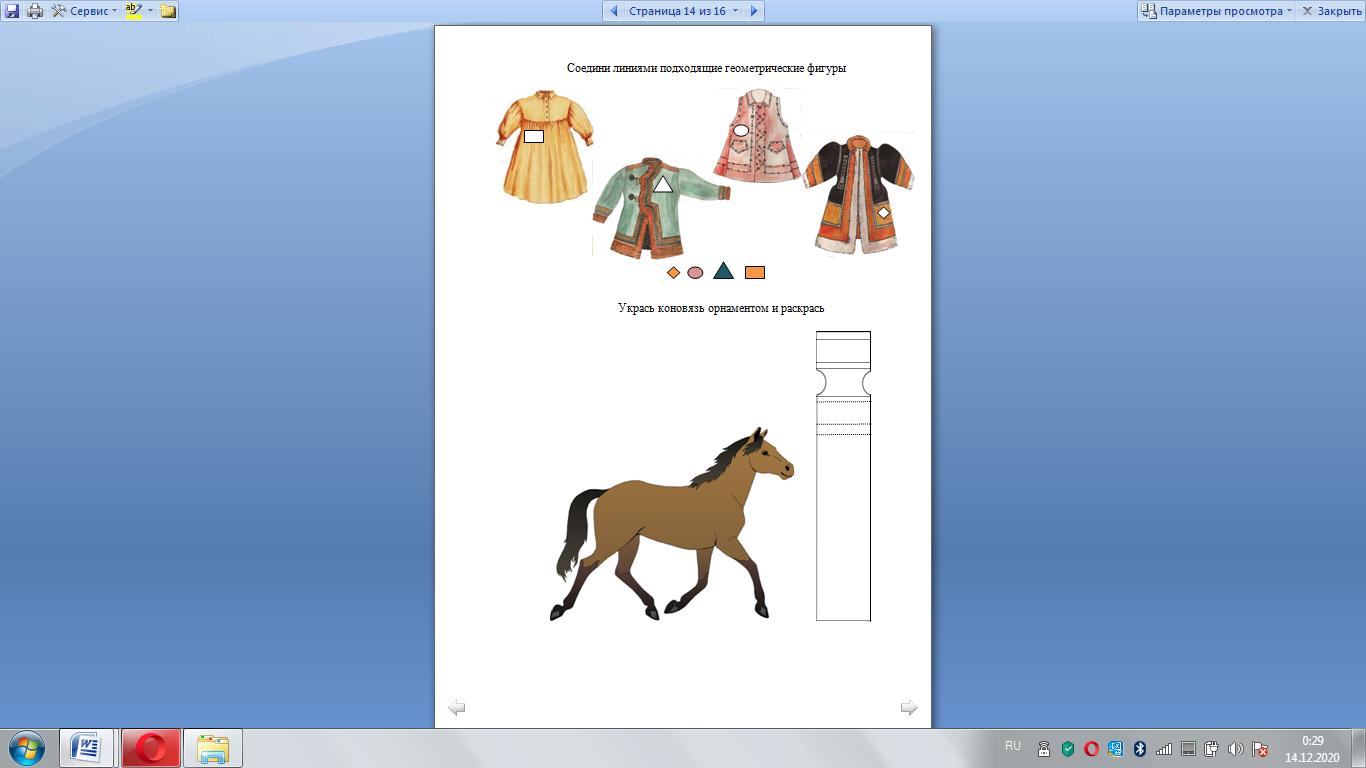 Сервис
Страница 14 из 16
Параметры просмотра
Закрыть
Соедини линиями подходящие геометрические фигуры
Укрась коновязь орнаментом и раскрась
RU
0:29
14.12.2020